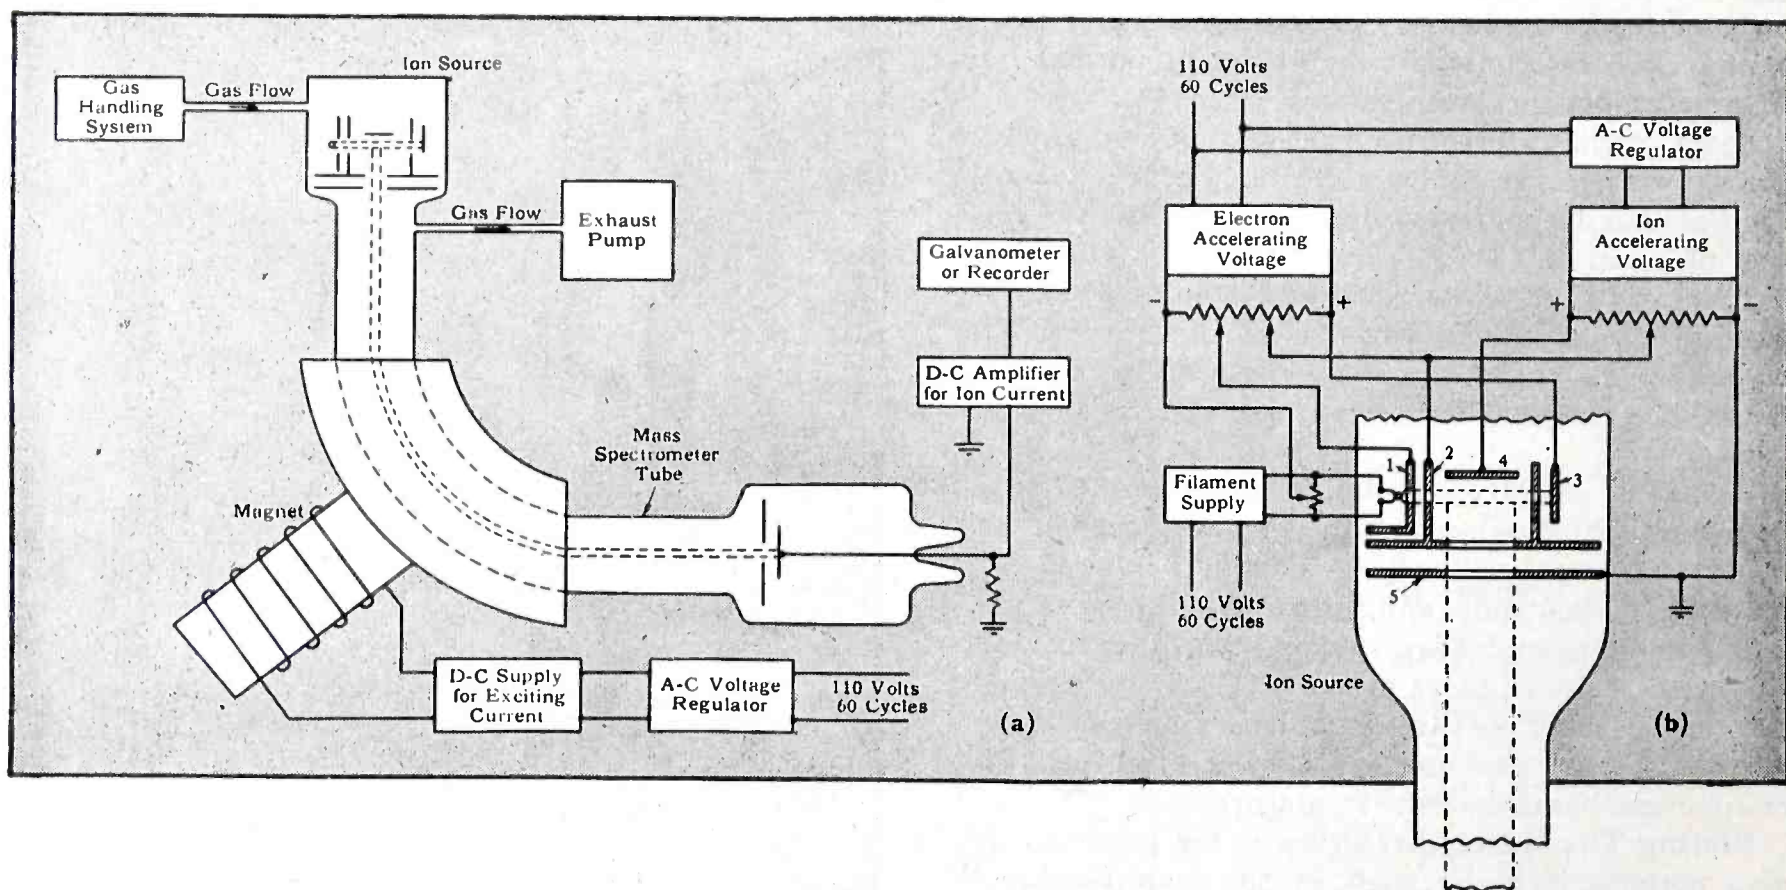 Ion Source
Gas
Handling
System
Gas Flow
Gas Flow
Exhaust
Pump
Galvanometer
or Recorder
D-C Amplifier
for Ion Current
Mass
Spectrometer
Tube
Magnet
D-C Supply
for Exciting
Current
A-C Voltage
Regulator
110 Volts
60 Cycles
(a)
110 Volts
60 Cycles
A-C Voltage
Regulator
Electron
Accelerating
Voltage
Ion
Accelerating
Voltage
- +
+ -
1 2 4 3
Filament
Supply
5
110 Volts
60 Cycles
Ion Source
(b)